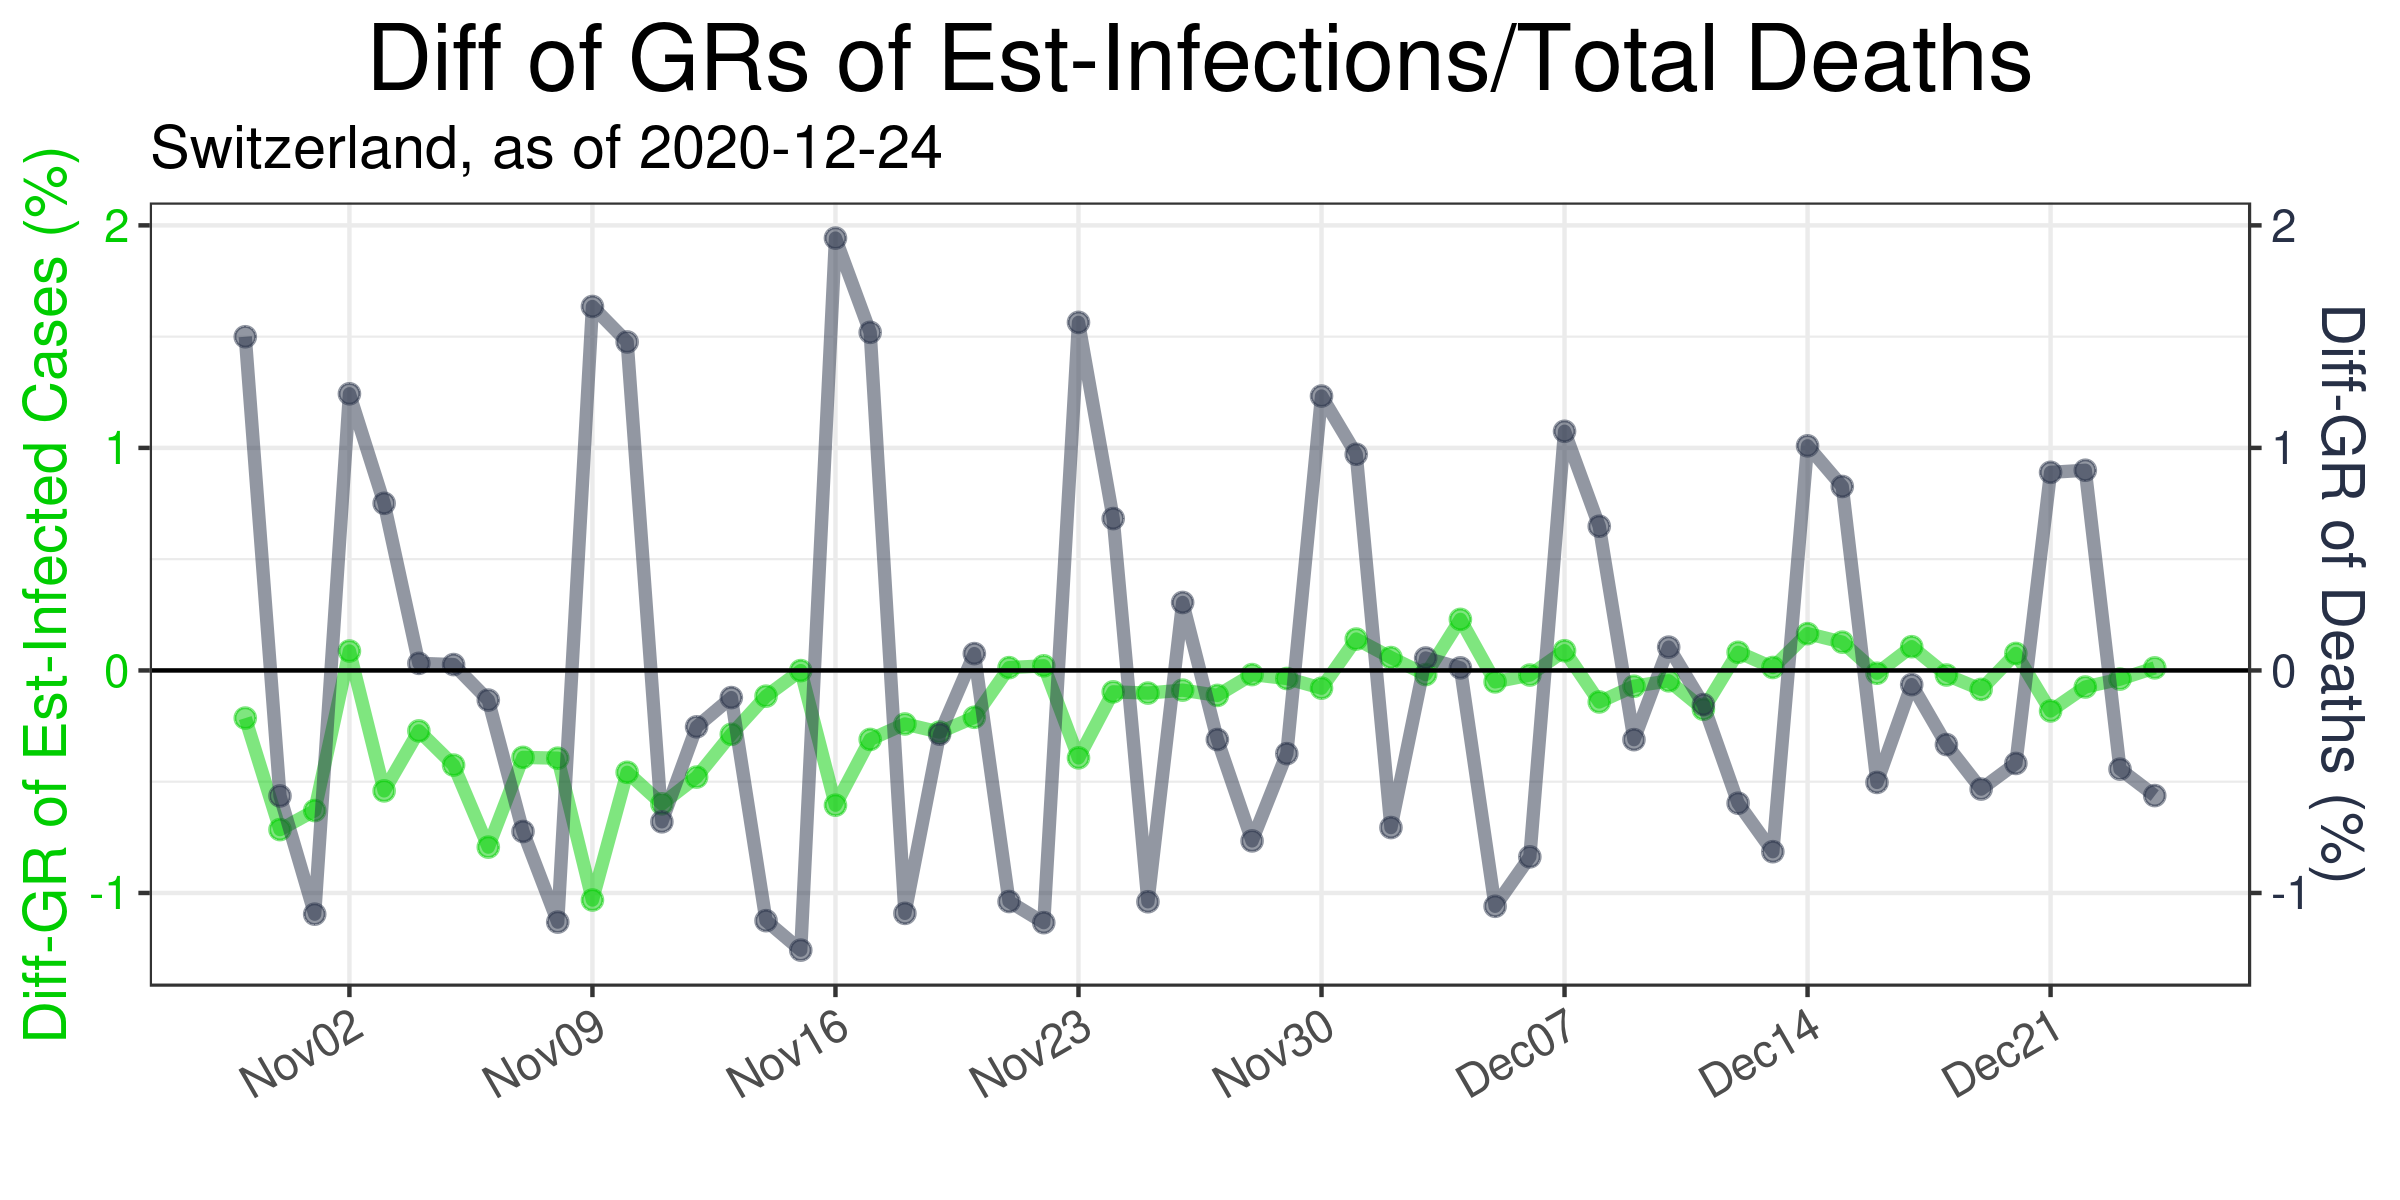 Diff of GRs of Est-Infections/Total Deaths
Switzerland, as of 2020-12-24
Diff-GR of Est-Infected Cases (%)
2
1
0
-1
2
1
0
-1
Diff-GR of Deaths (%)
Nov02
Nov09
Nov16
Nov23
Nov30
Dec07
Dec14
Dec21